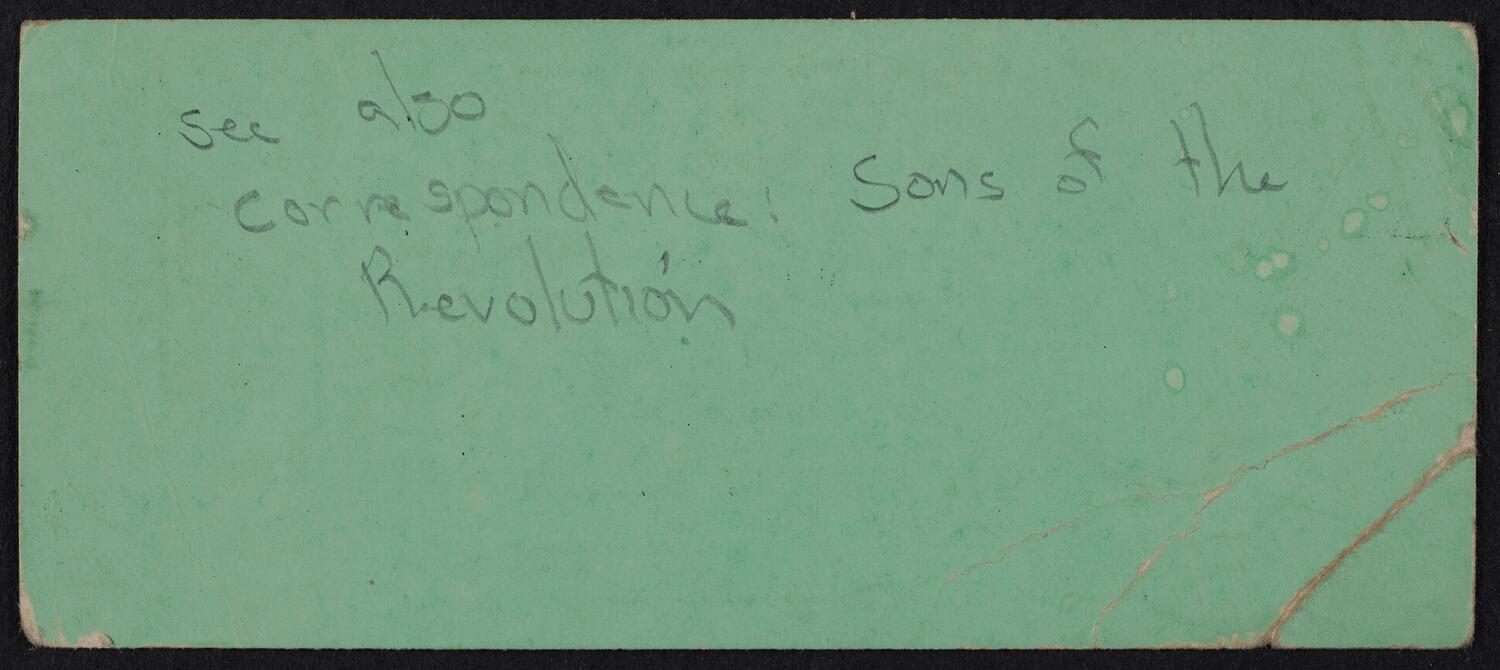 see also
correspondence: Sons of the
Revolution